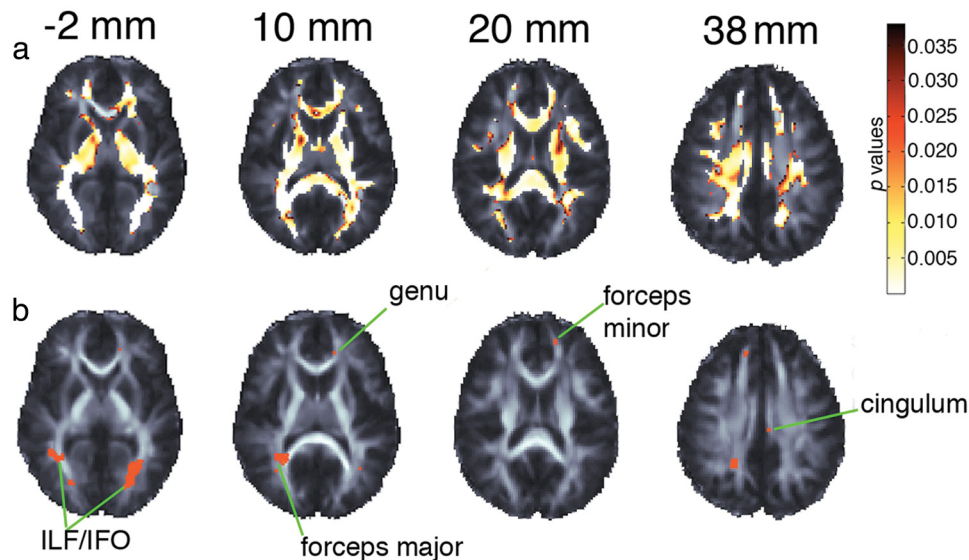 -2 mm 10 mm 20 mm 38 mm
a
0.035
0.030
0.025
0.020
0.015
0.010
0.005
p values
b
genu
forceps
minor
cingulum
ILF/IFO
forceps major